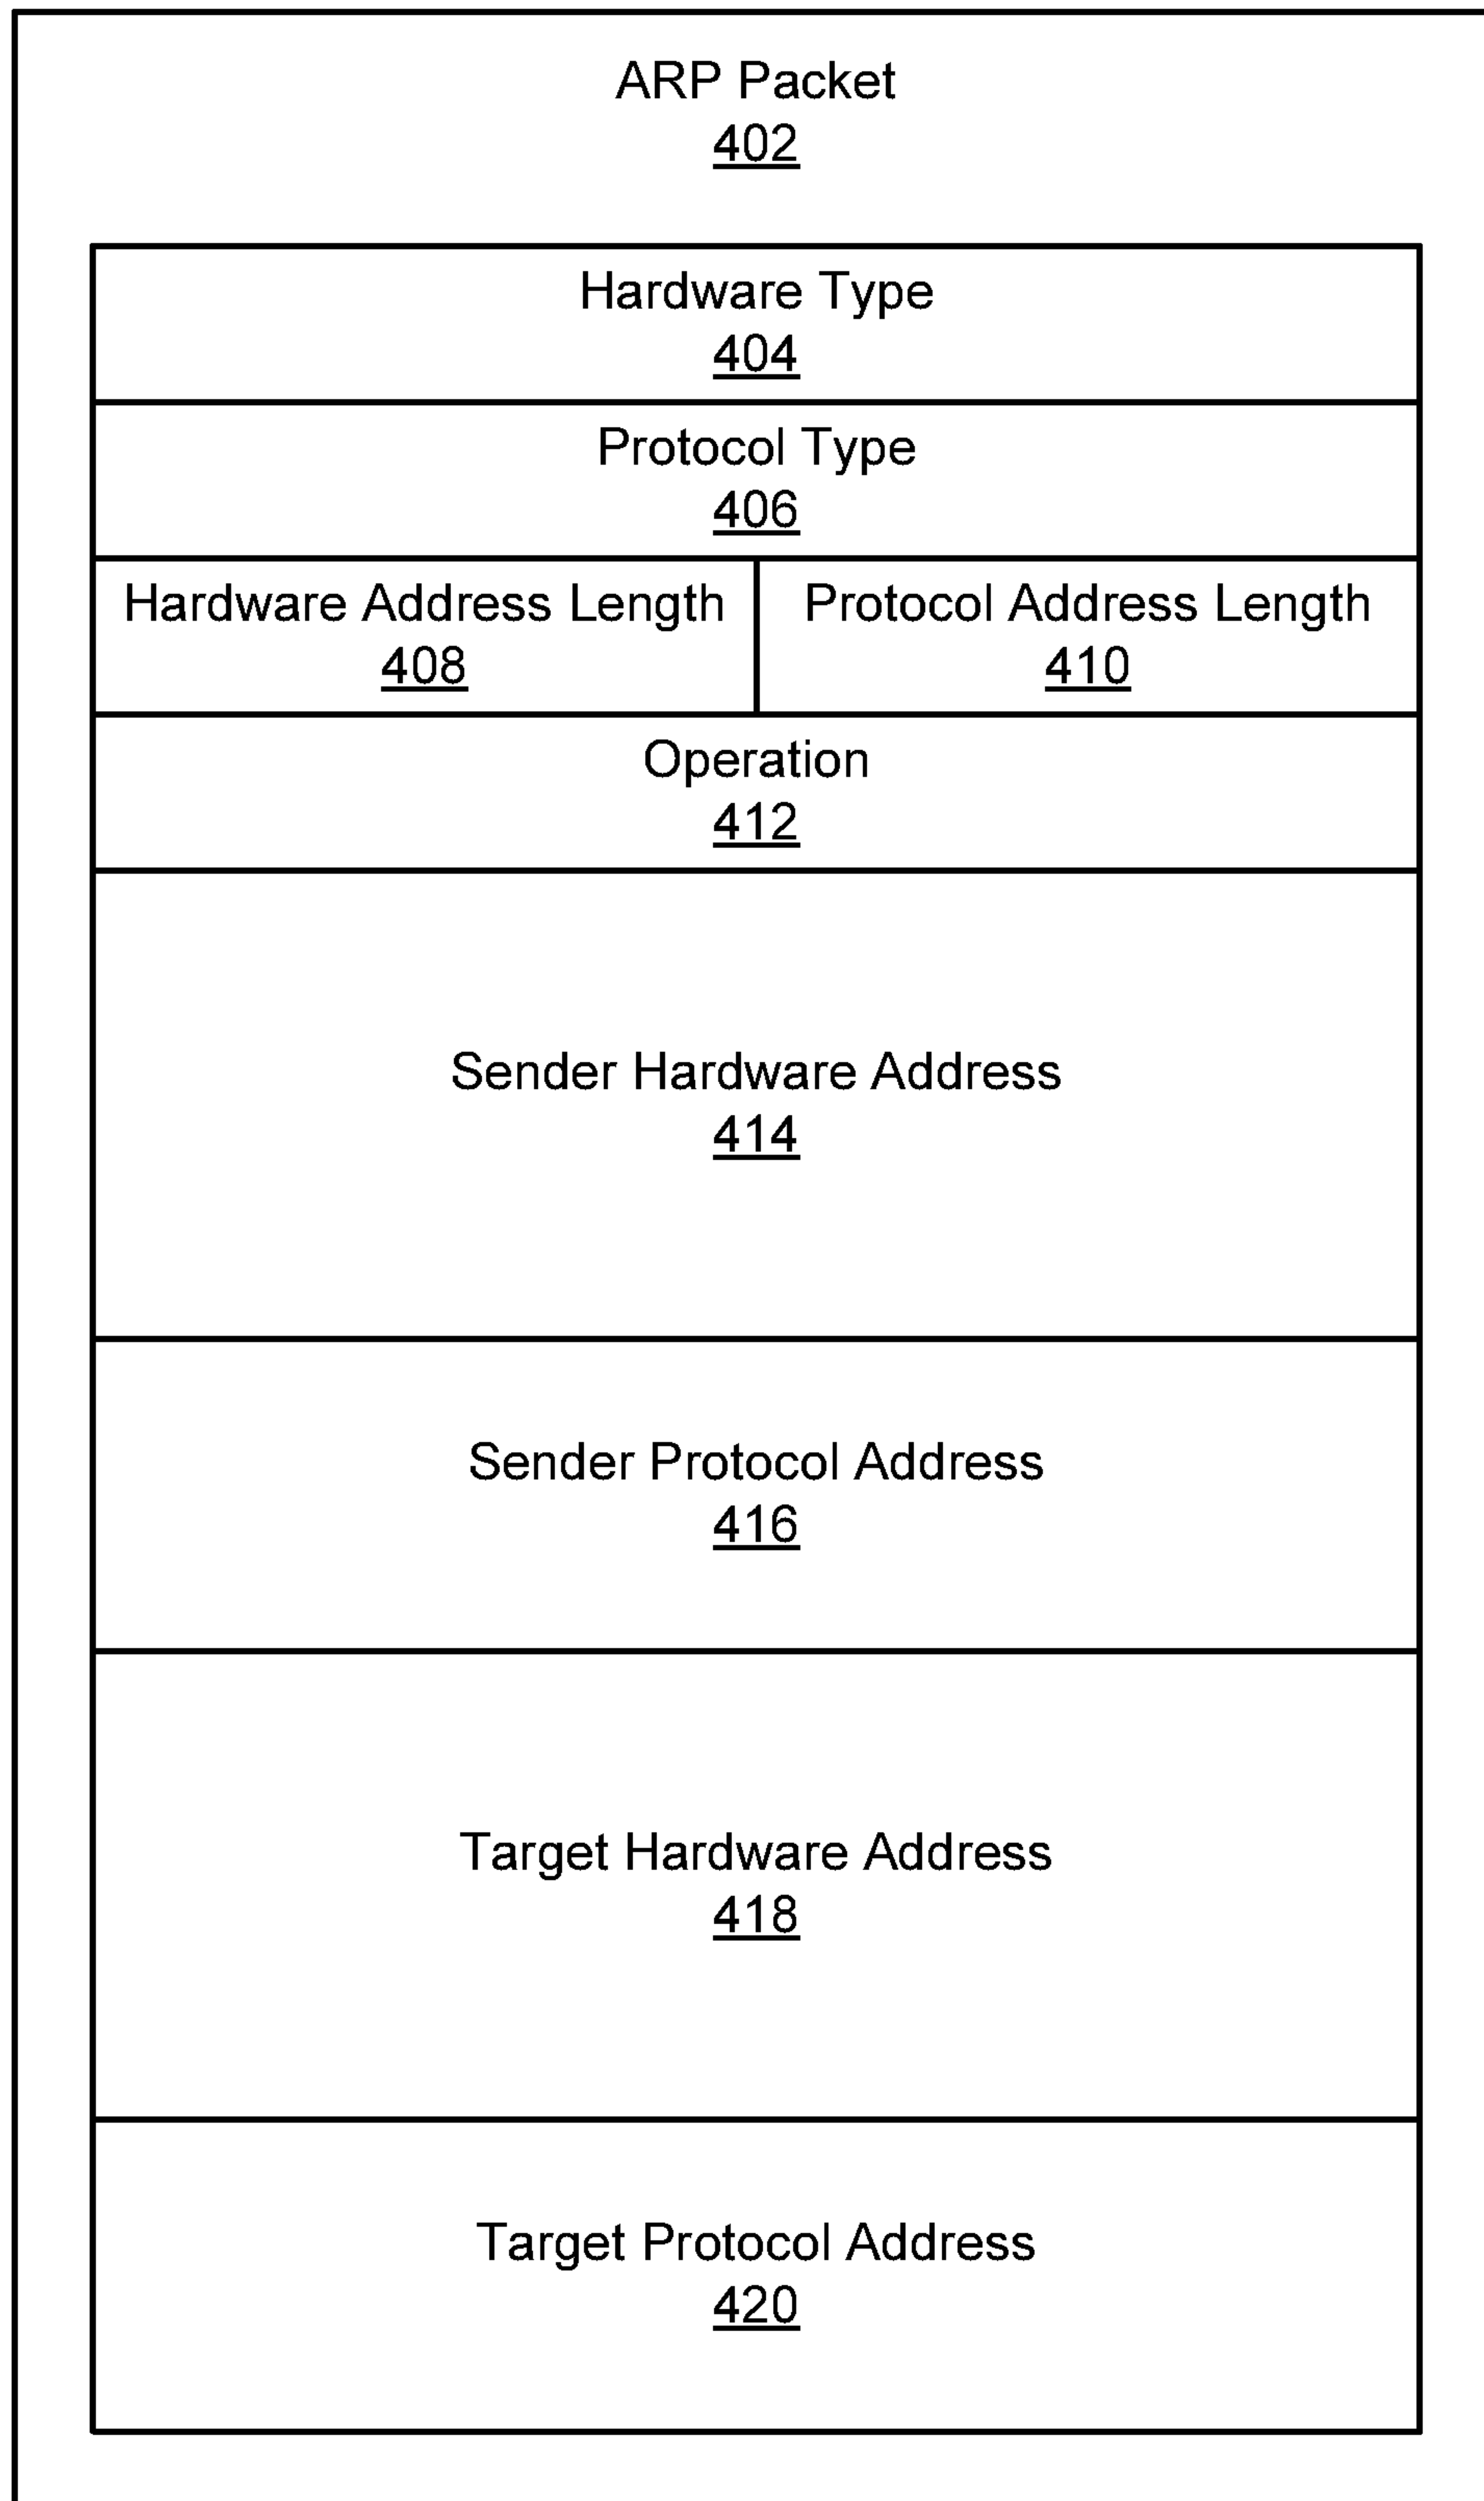 ARP Packet
402
Hardware Type
404
Protocol Type
406
Hardware Address Length
408
Protocol Address Length
410
Operation
412
Sender Hardware Address
414
Sender Protocol Address
416
Target Hardware Address
418
Target Protocol Address
420